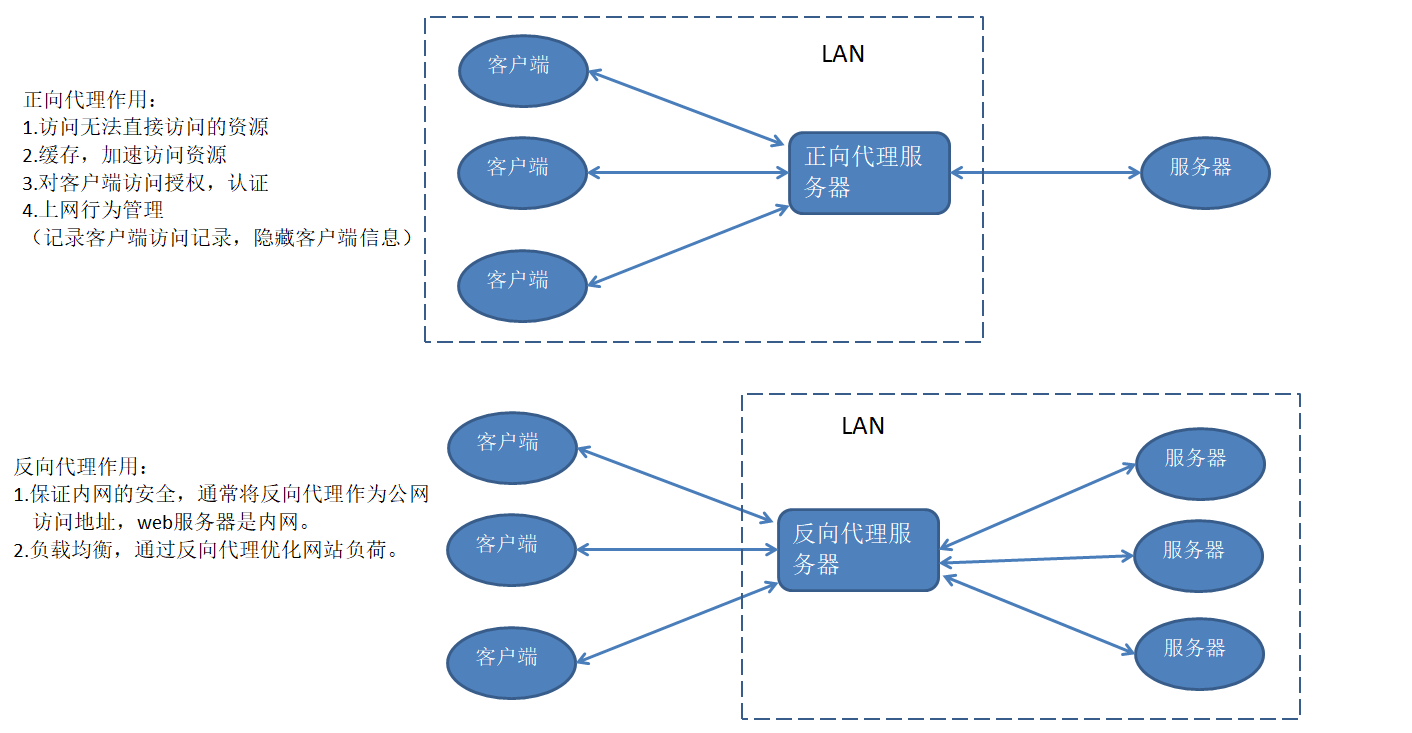 LAN
客户端
客户端
客户端
正向代理服
务器
服务器
正向代理作用：
1.访问无法直接访问的资源
2.缓存，加速访问资源
3.对客户端访问授权，认证
4.上网行为管理
（记录客户端访问记录，隐藏客户端信息）
LAN
客户端
客户端
客户端
反向代理服
务器
服务器
服务器
服务器
反向代理作用：
1.保证内网的安全，通常将反向代理作为公网
访问地址，web服务器是内网。
2.负载均衡，通过反向代理优化网站负荷。